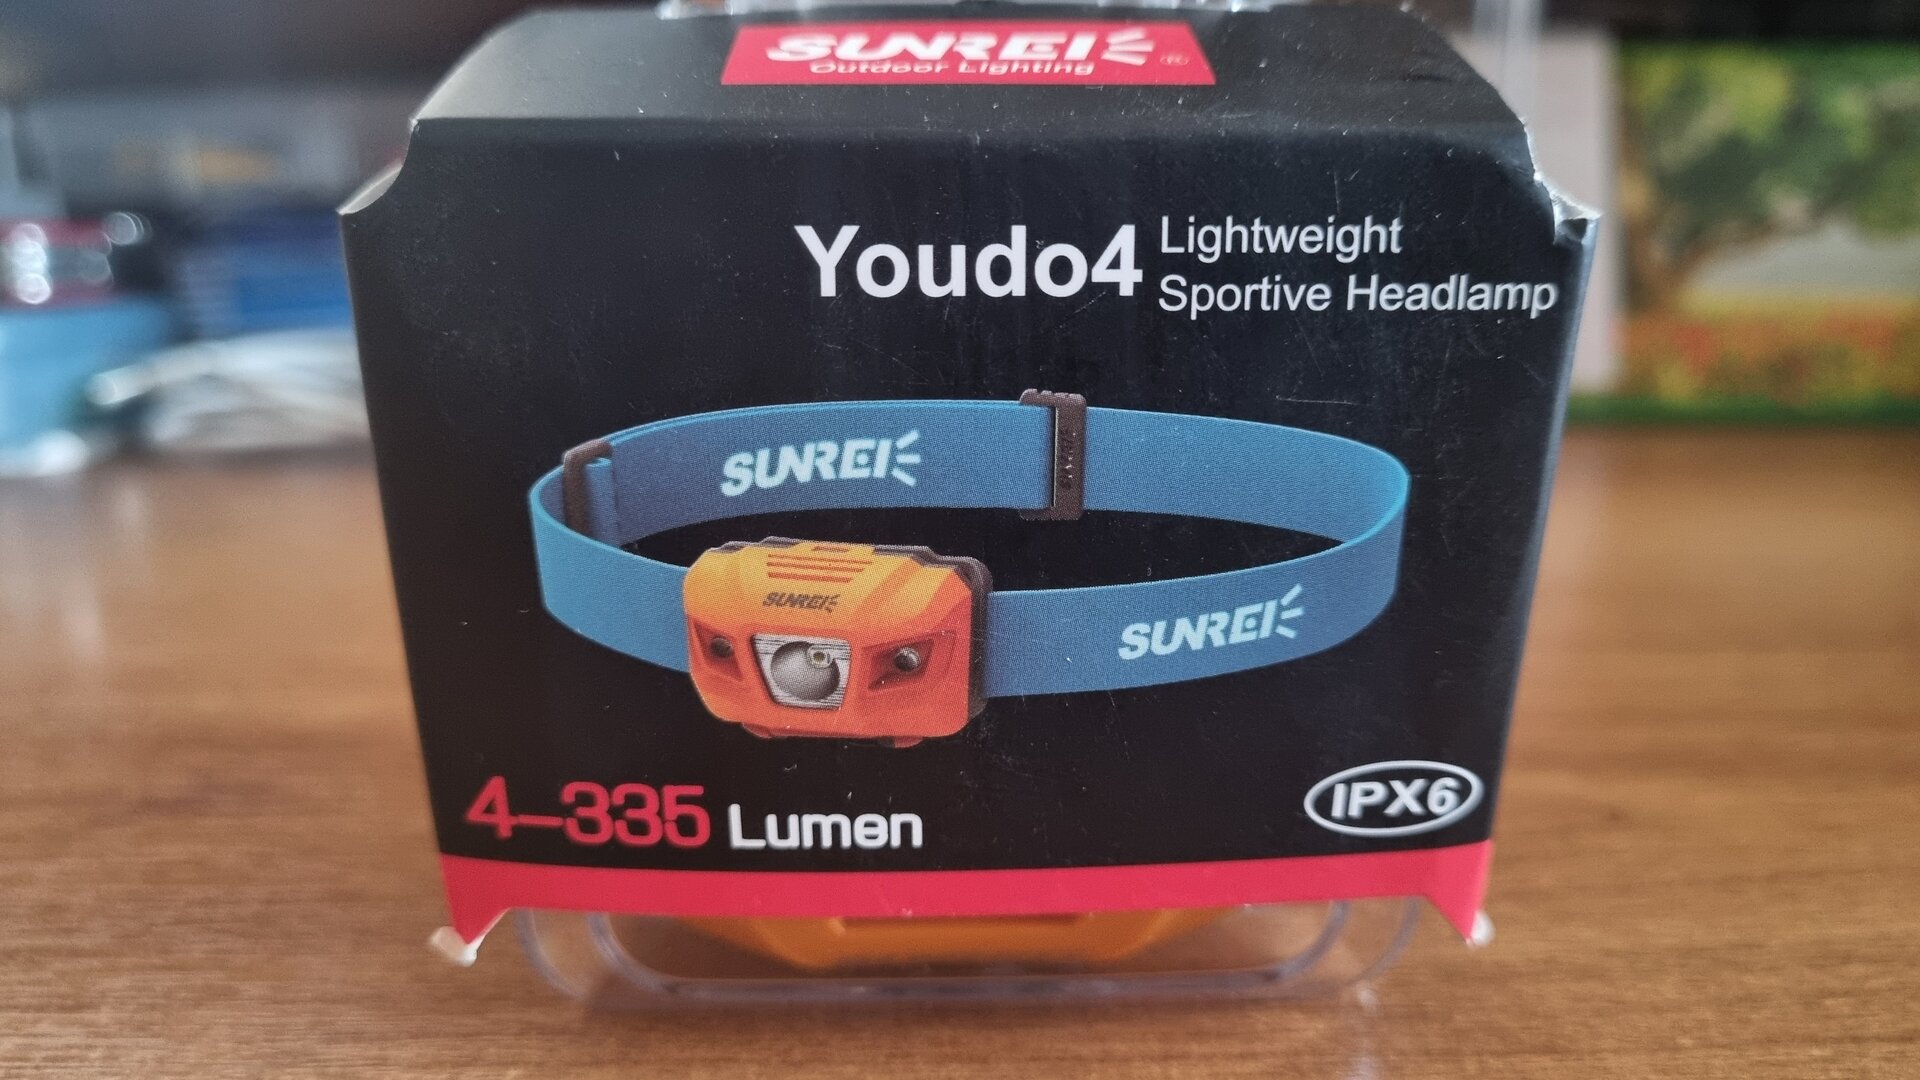 SUNREI ®
Outdoor Lighting
Youdo4
Lightweight
Sportive Headlamp
SUNREI
SUNREI
SUNREI
4–335 Lumen
IPX6